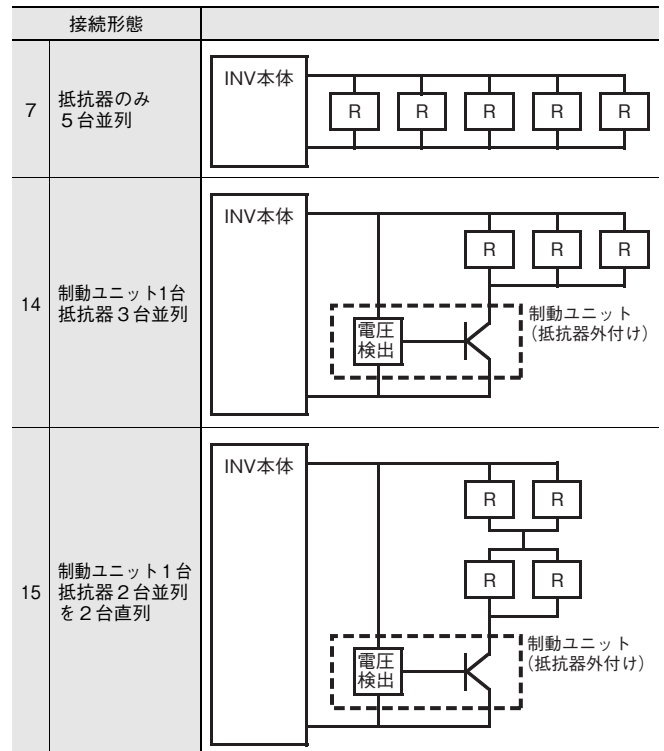 接続形態
7
抵抗器のみ
５台並列
INV本体
R
R
R
R
R
14
制動ユニット1台
抵抗器３台並列
INV本体
R
R
R
電圧
検出
制動ユニット
（抵抗器外付け）
15
制動ユニット１台
抵抗器２台並列
を２台直列
INV本体
R
R
R
R
電圧
検出
制動ユニット
（抵抗器外付け）